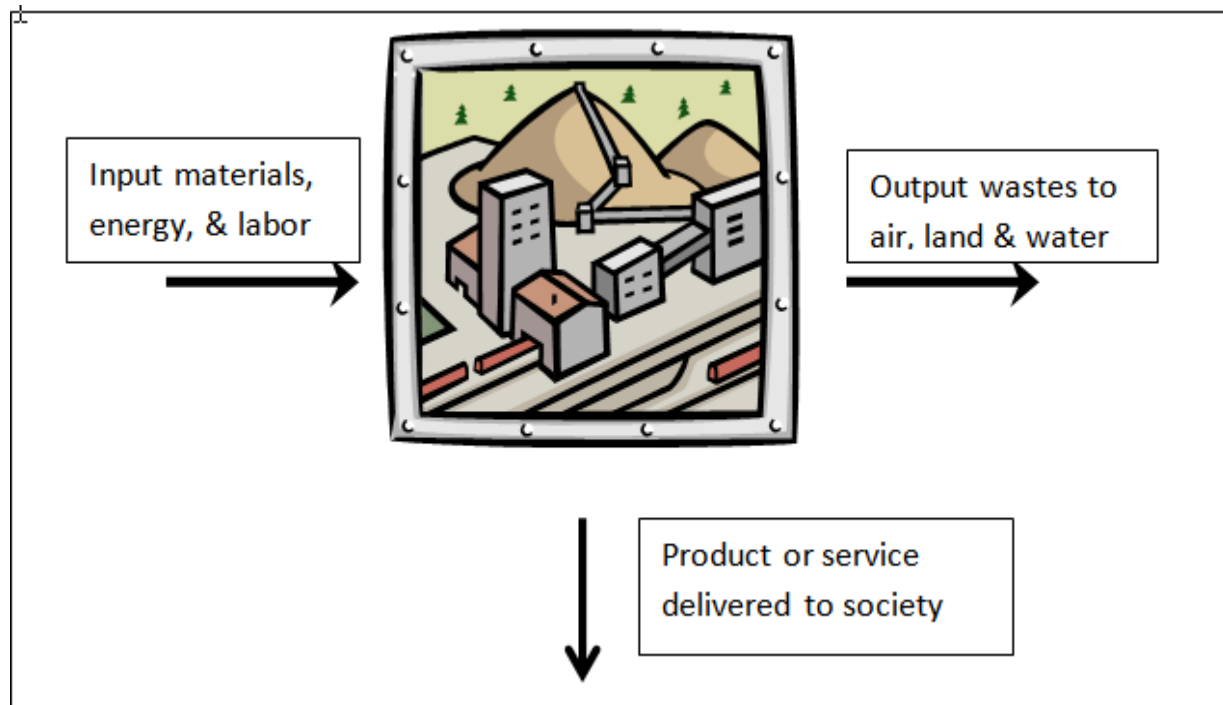 Input materials,
energy, & labor
Output wastes to
air, land & water
Product or service
delivered to society